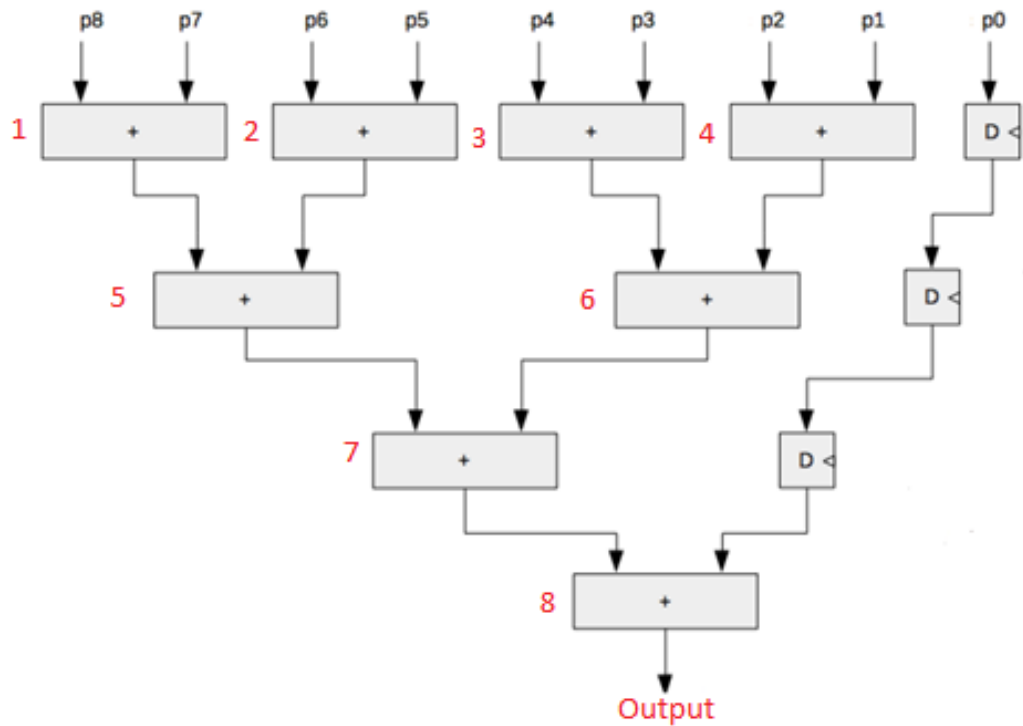 p8 p7 p6 p5 p4 p3 p2 p1 p0
1 + 2 + 3 + 4 + D <
5 + 6 + D <
7 + D <
8 +
Output